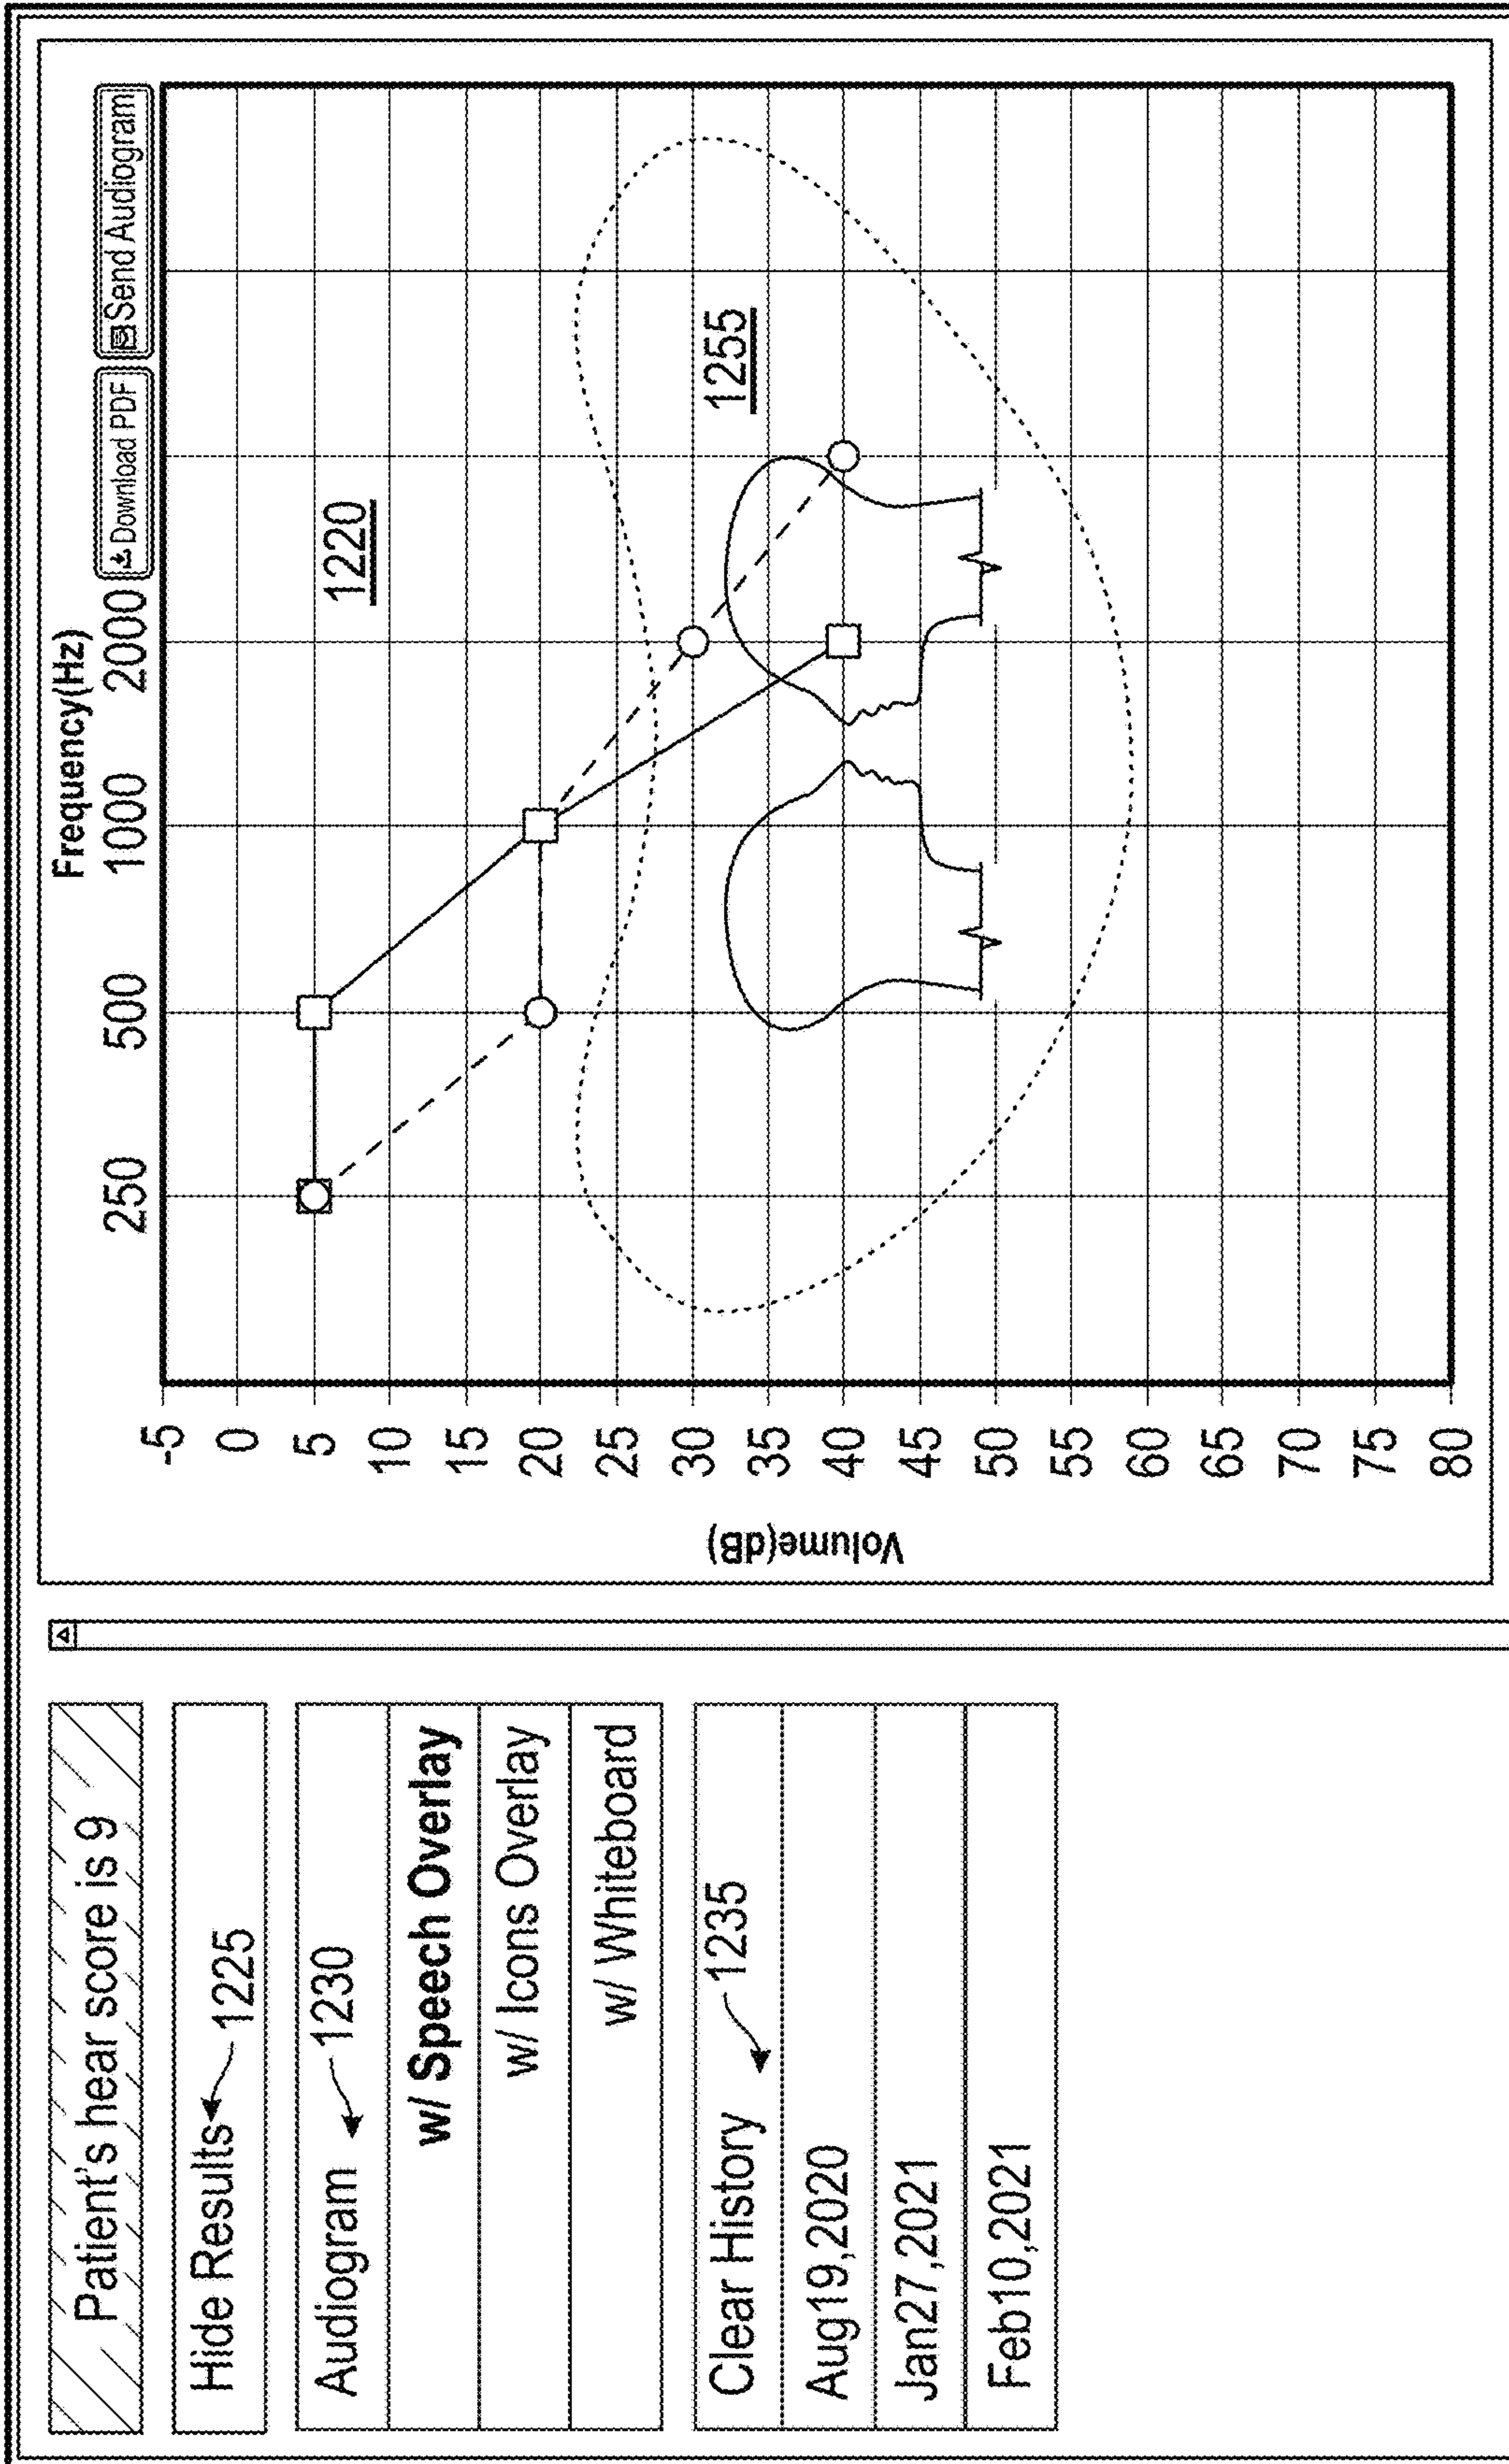 Patient's hear score is 9
Hide Results 1225
Audiogram 1230
w/ Speech Overlay
w/ Icons Overlay
w/ Whiteboard
Clear History 1235
Aug19,2020
Jan27,2021
Feb10,2021
Frequency(Hz)
250 500 1000 2000
Download PDF
Send Audiogram
Volume(dB)
-5
0
5
10
15
20
25
30
35
40
45
50
55
60
65
70
75
80
1220
1255